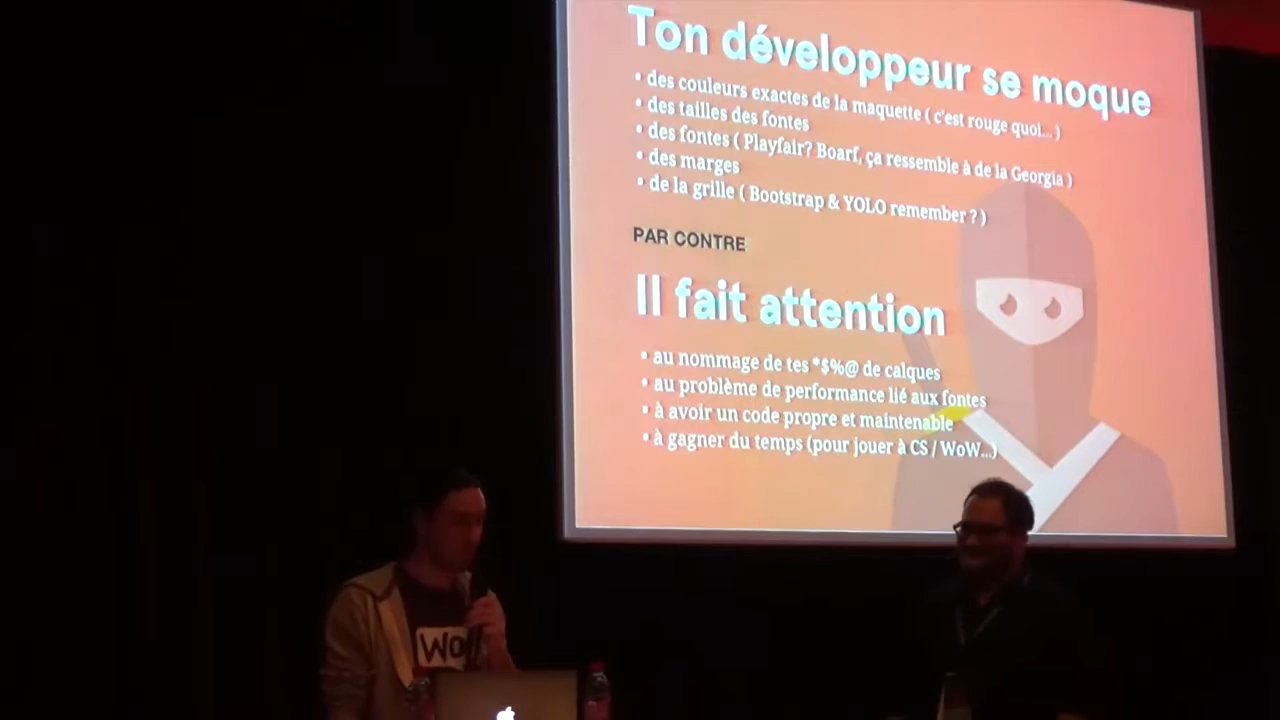 Ton développeur se moque
• des couleurs exactes de la maquette ( c'est rouge quoi... )
• des tailles des fontes
• des fontes ( Playfair? Boarf, ça ressemble à de la Georgia )
• des marges
• de la grille ( Bootstrap & YOLO remember ? )
PAR CONTRE
Il fait attention
• au nommage de tes *$%@ de calques
• au problème de performance lié aux fontes
• à avoir un code propre et maintenable
• à gagner du temps (pour jouer à CS / WoW...)